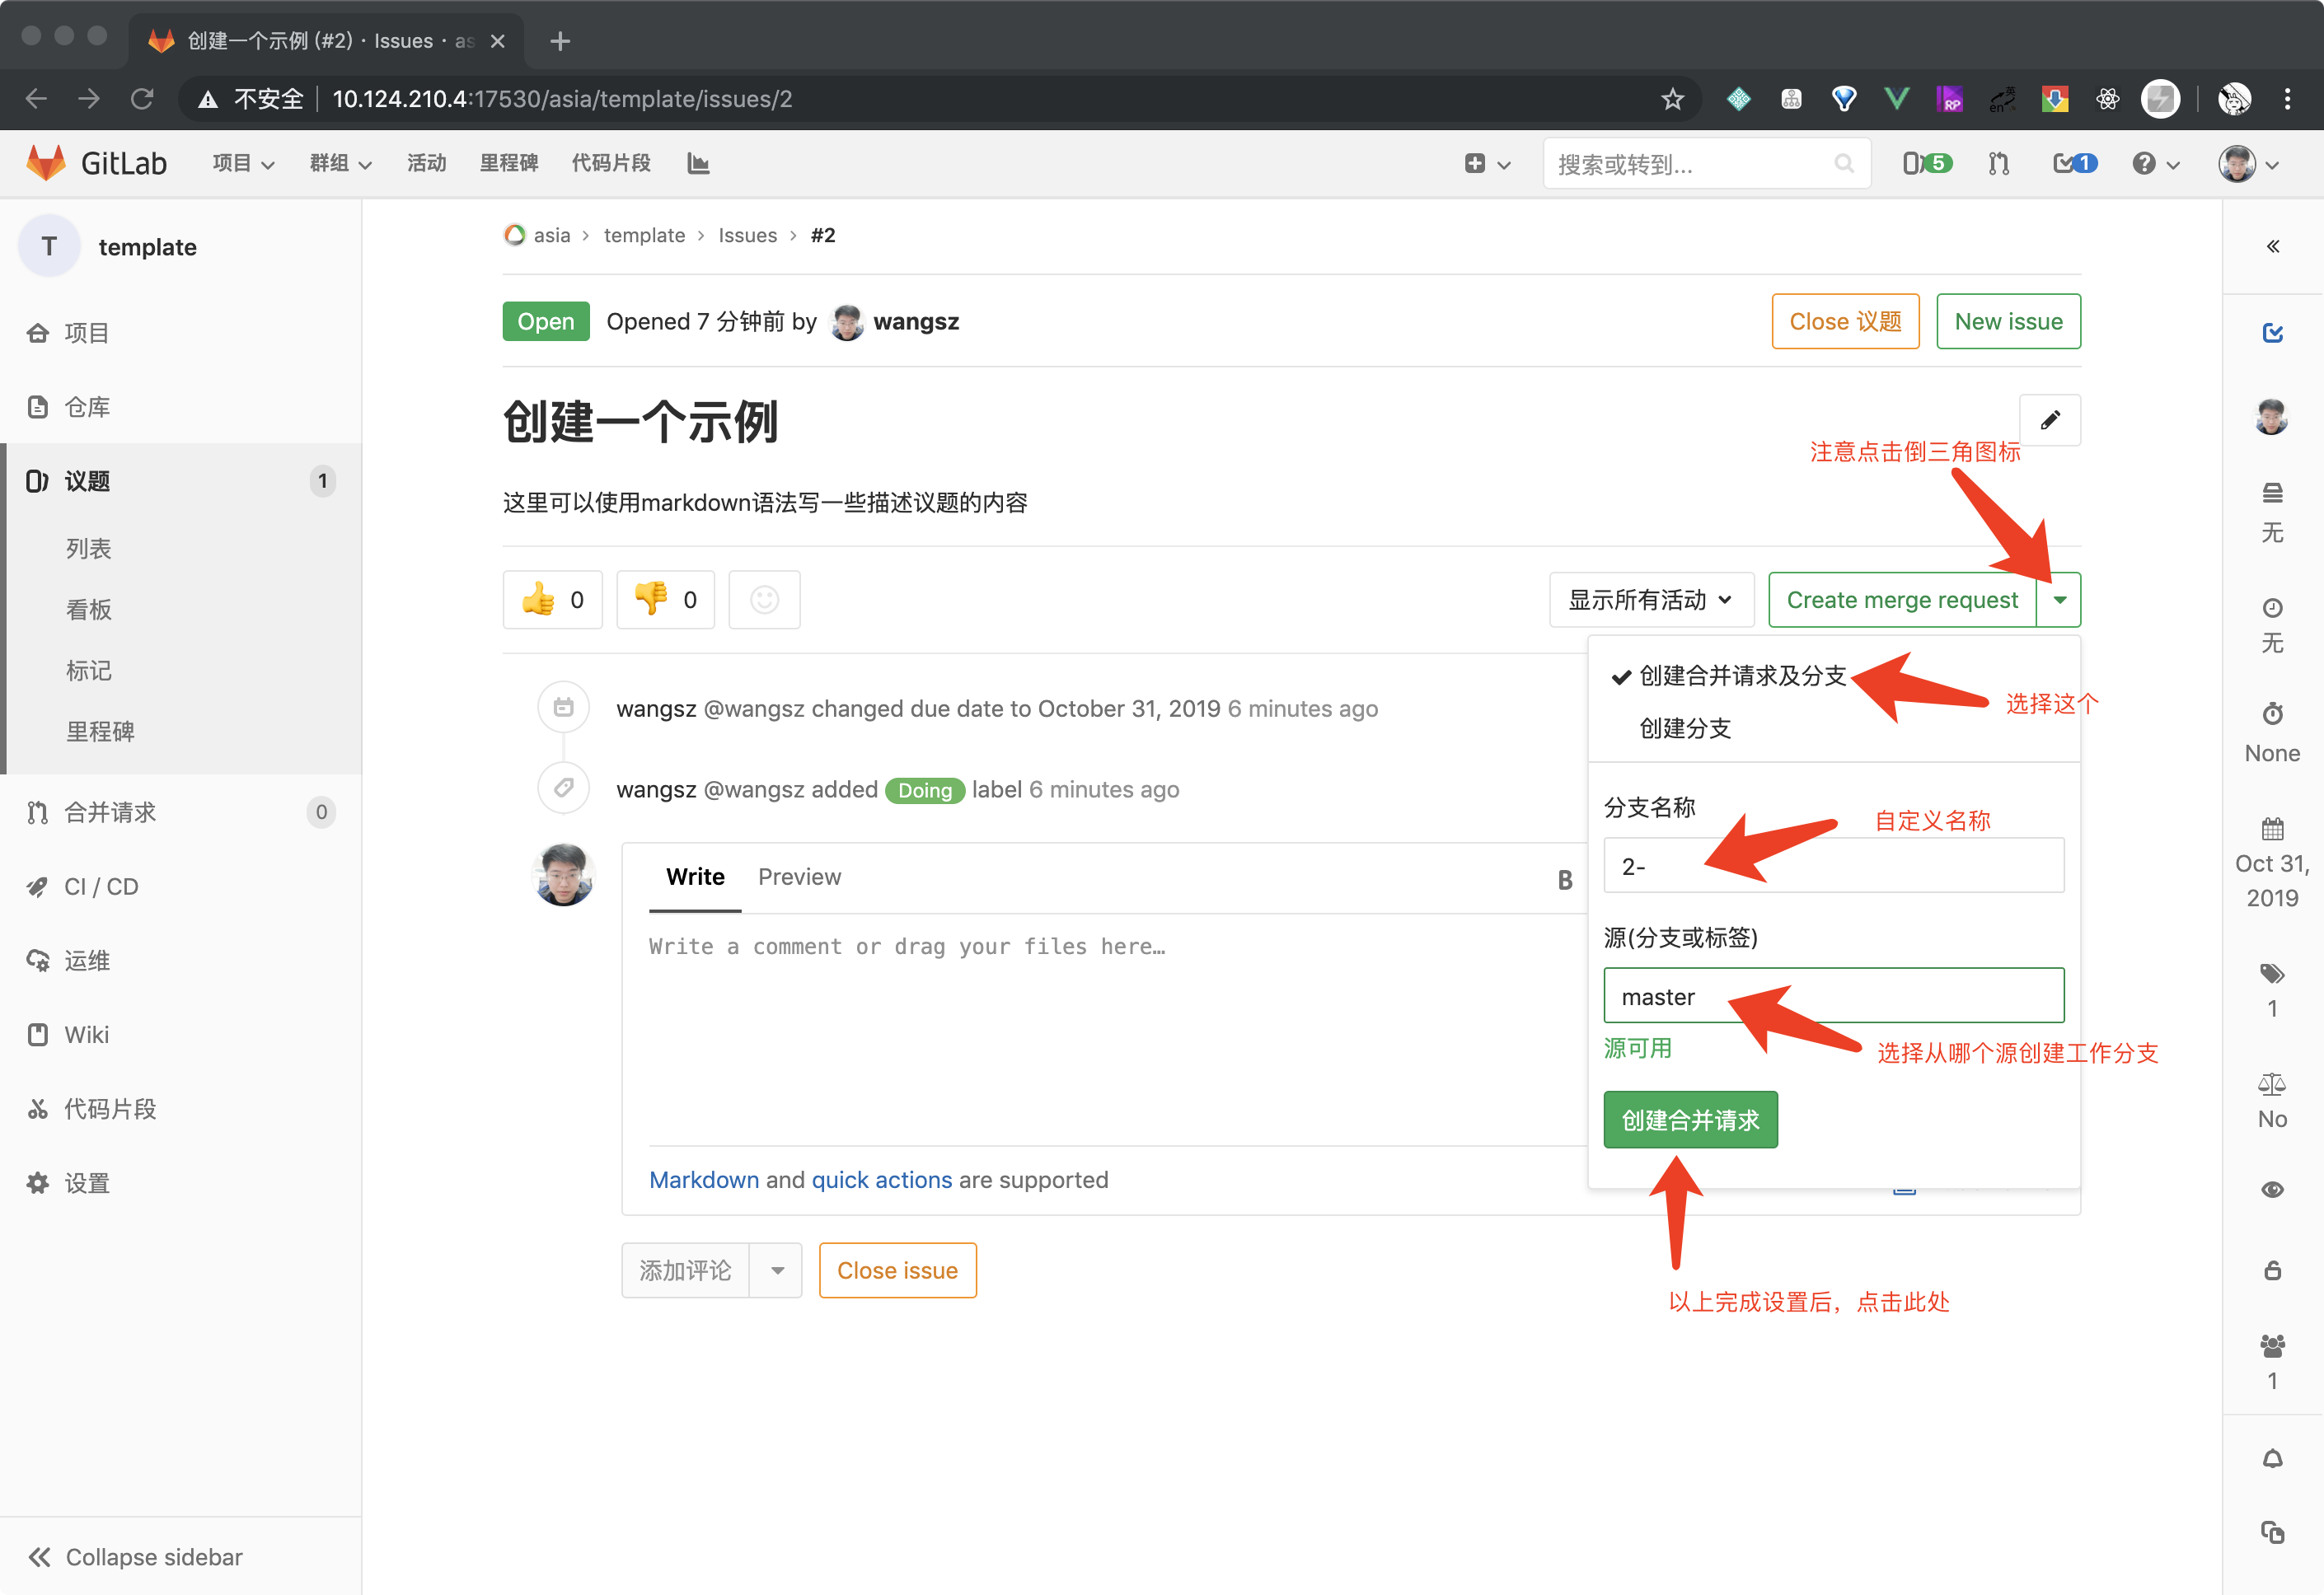 创建一个示例 (#2) · Issues · as
不安全 10.124.210.4:17530/asia/template/issues/2
GitLab 项目 群组 活动 里程碑 代码片段 搜索或转到... 5 1
T template
项目
仓库
议题 1
列表
看板
标记
里程碑
合并请求 0
CI / CD
运维
Wiki
代码片段
设置
Collapse sidebar
asia > template > Issues > #2
Open Opened 7 分钟前 by wangsz Close 议题 New issue
创建一个示例
注意点击倒三角图标
这里可以使用markdown语法写一些描述议题的内容
0 0 显示所有活动 Create merge request
创建合并请求及分支
选择这个
创建分支
wangsz @wangsz changed due date to October 31, 2019 6 minutes ago
wangsz @wangsz added Doing label 6 minutes ago
分支名称
自定义名称
2-
源(分支或标签)
master
源可用
选择从哪个源创建工作分支
创建合并请求
以上完成设置后，点击此处
Write Preview B
Write a comment or drag your files here…
Markdown and quick actions are supported
添加评论 Close issue
无
无
None
Oct 31,
2019
1
No
1
RP
en 英